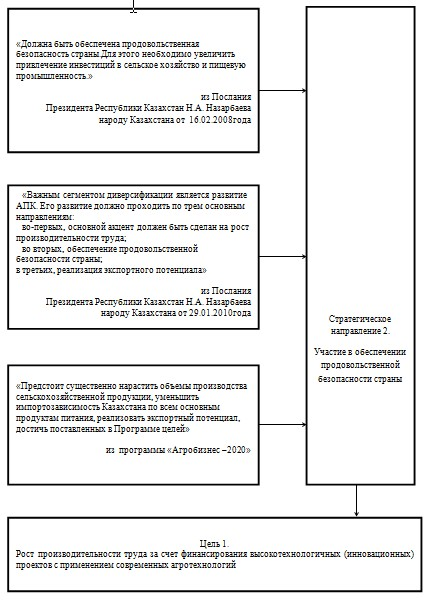 «Должна быть обеспечена продовольственная
безопасность страны Для этого необходимо увеличить
привлечение инвестиций в сельское хозяйство и пищевую
промышленность.»
из Послания
Президента Республики Казахстан Н.А. Назарбаева
народу Казахстана от 16.02.2008года
«Важным сегментом диверсификации является развитие
АПК. Его развитие должно проходить по трем основным
направлениям:
во-первых, основной акцент должен быть сделан на рост
производительности труда;
во вторых, обеспечение продовольственной
безопасности страны;
в третьих, реализация экспортного потенциала»
из Послания
Президента Республики Казахстан Н.А. Назарбаева
народу Казахстана от 29.01.2010года
«Предстоит существенно нарастить объемы производства
сельскохозяйственной продукции, уменьшить
импортозависимость Казахстана по всем основным
продуктам питания, реализовать экспортный потенциал,
достичь поставленных в Программе целей»
из программы «Агробизнес –2020»
Стратегическое
направление 2.
Участие в обеспечении
продовольственной
безопасности страны
Цель 1.
Рост производительности труда за счет финансирования высокотехнологичных (инновационных)
проектов с применением современных агротехнологий